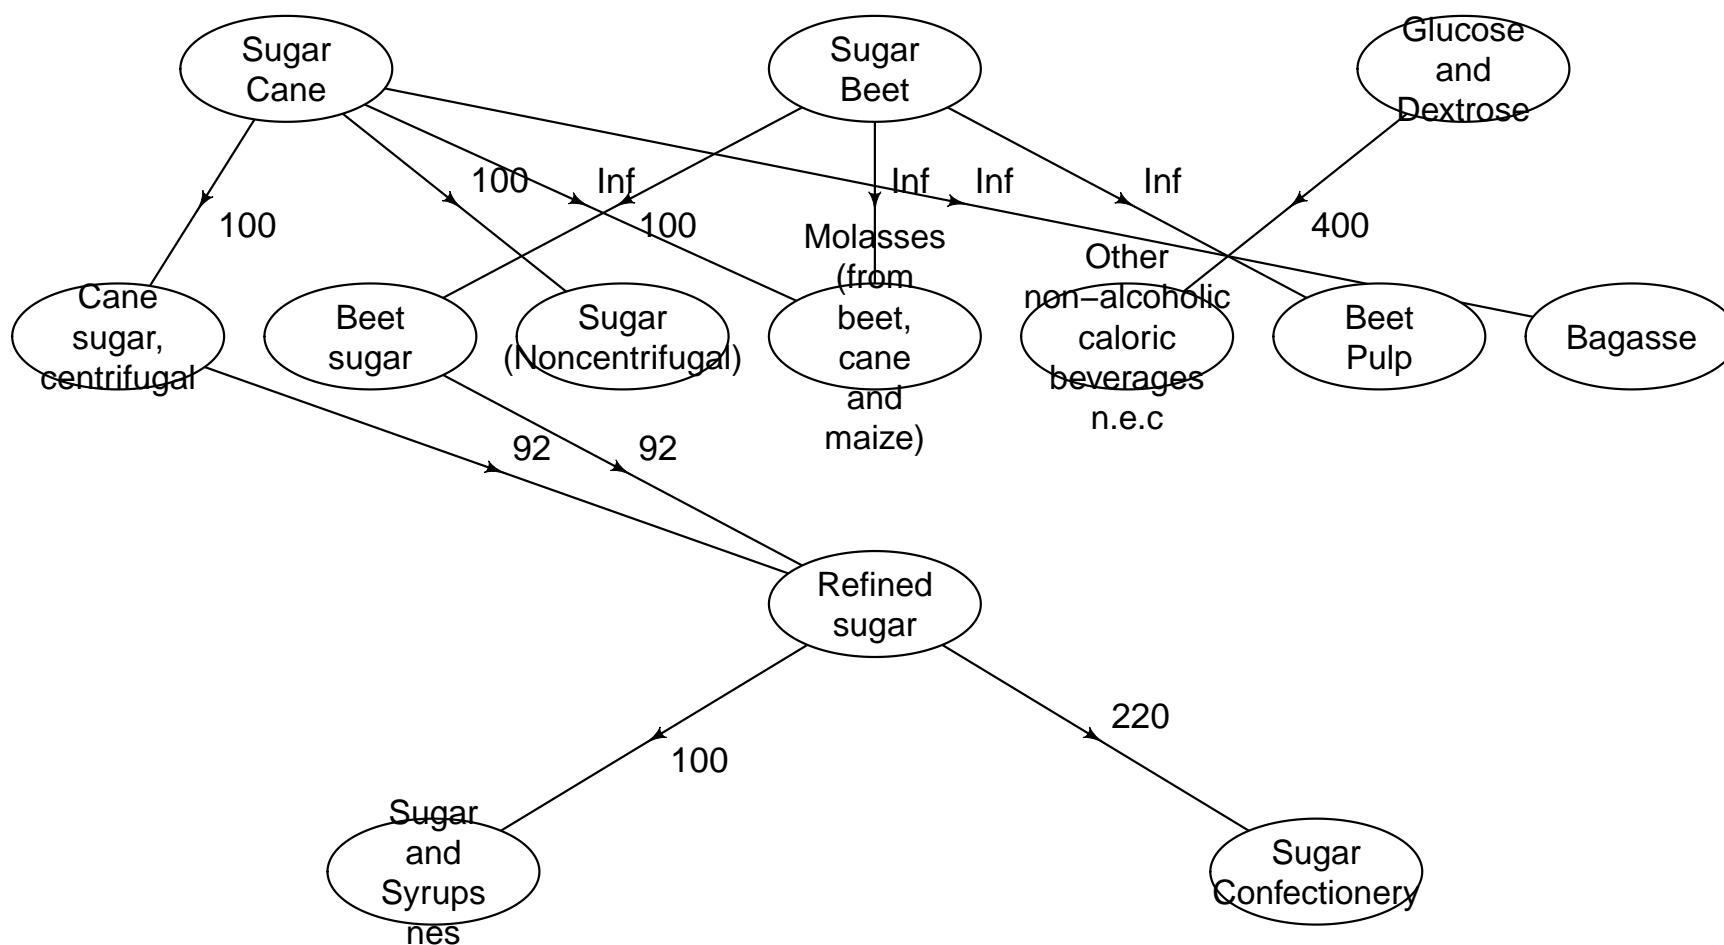 Sugar
Cane
Sugar
Beet
Glucose
and
Dextrose
100
100
100
Inf
Inf
Inf
Inf
400
Cane
sugar,
centrifugal
Beet
sugar
Sugar
(Noncentrifugal)
Molasses
(from
beet,
cane
and
maize)
Other
non−alcoholic
caloric
beverages
n.e.c
Beet
Pulp
Bagasse
92
92
Refined
sugar
100
220
Sugar
and
Syrups
nes
Sugar
Confectionery